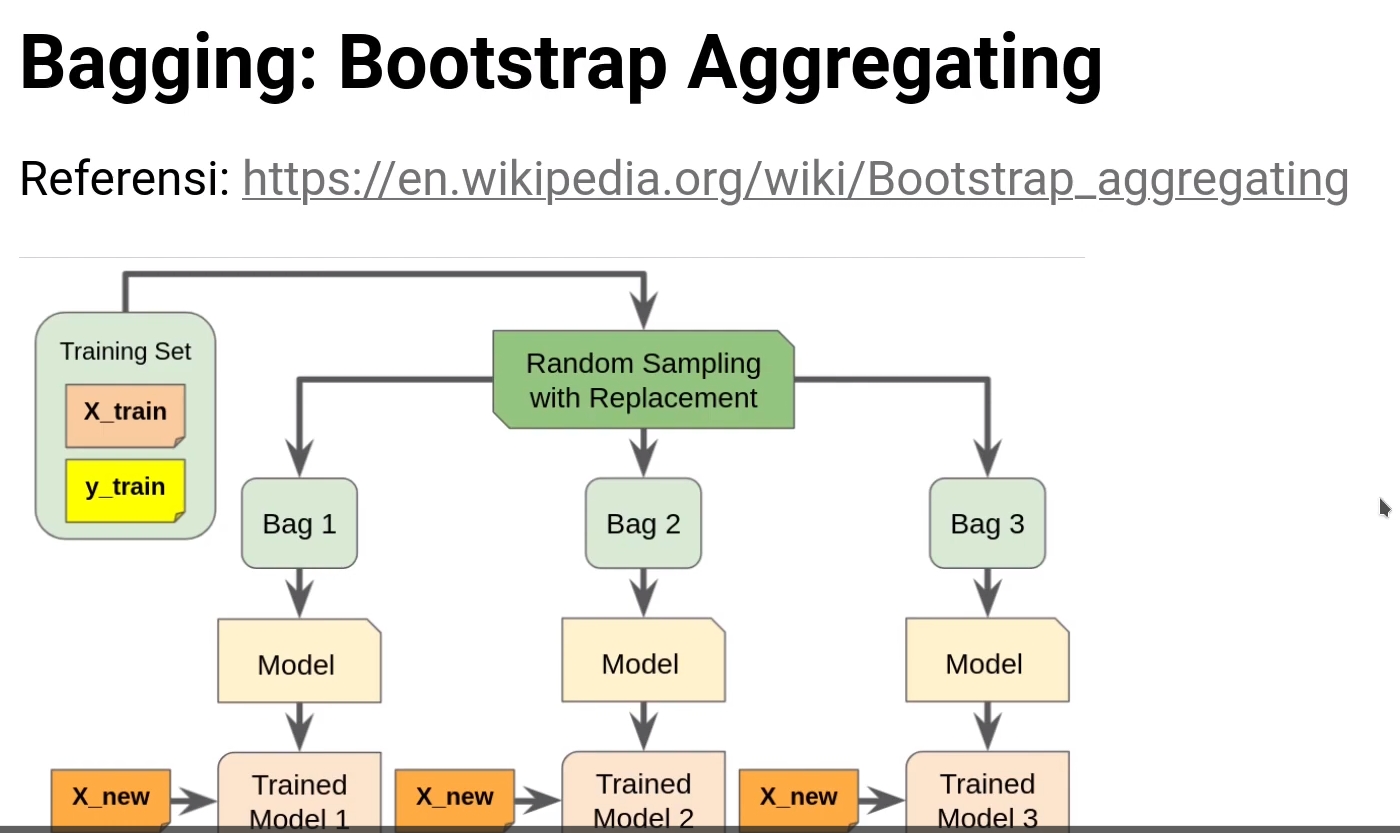 Bagging: Bootstrap Aggregating
Referensi: https://en.wikipedia.org/wiki/Bootstrap_aggregating
Training Set
X_train
y_train
Random Sampling
with Replacement
Bag 1
Bag 2
Bag 3
Model
Model
Model
X_new
Trained
Model 1
X_new
Trained
Model 2
X_new
Trained
Model 3